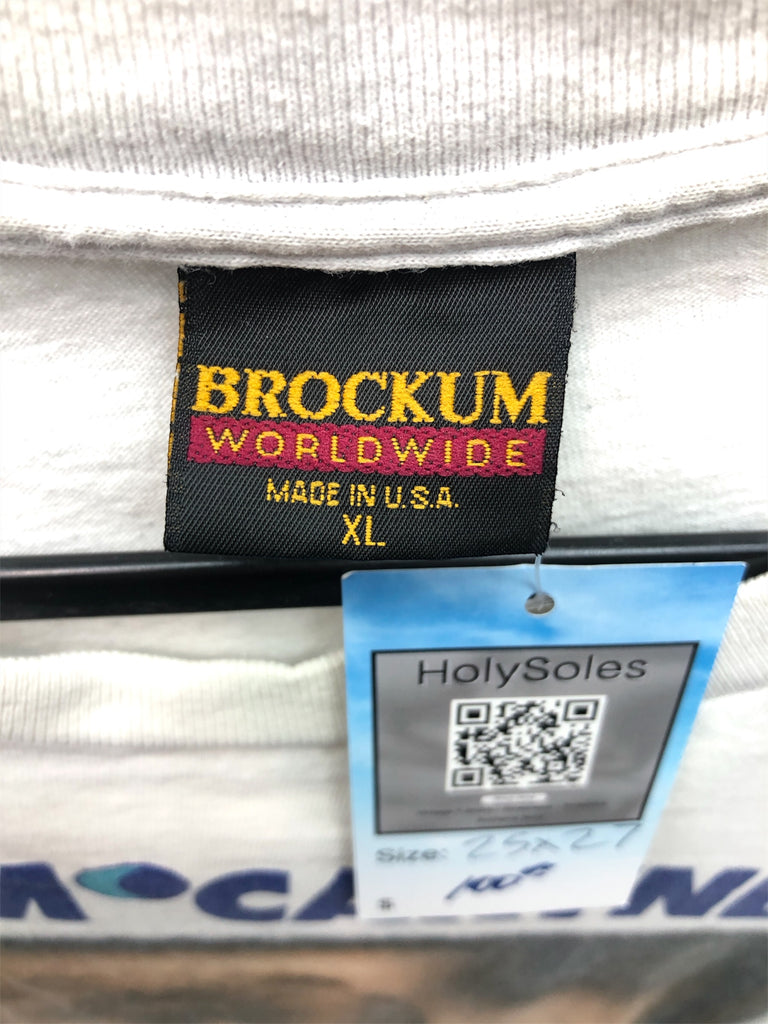 BROCKUM
WORLDWIDE
MADE IN U.S.A.
XL
HolySoles
Size: 25x27
$ 100